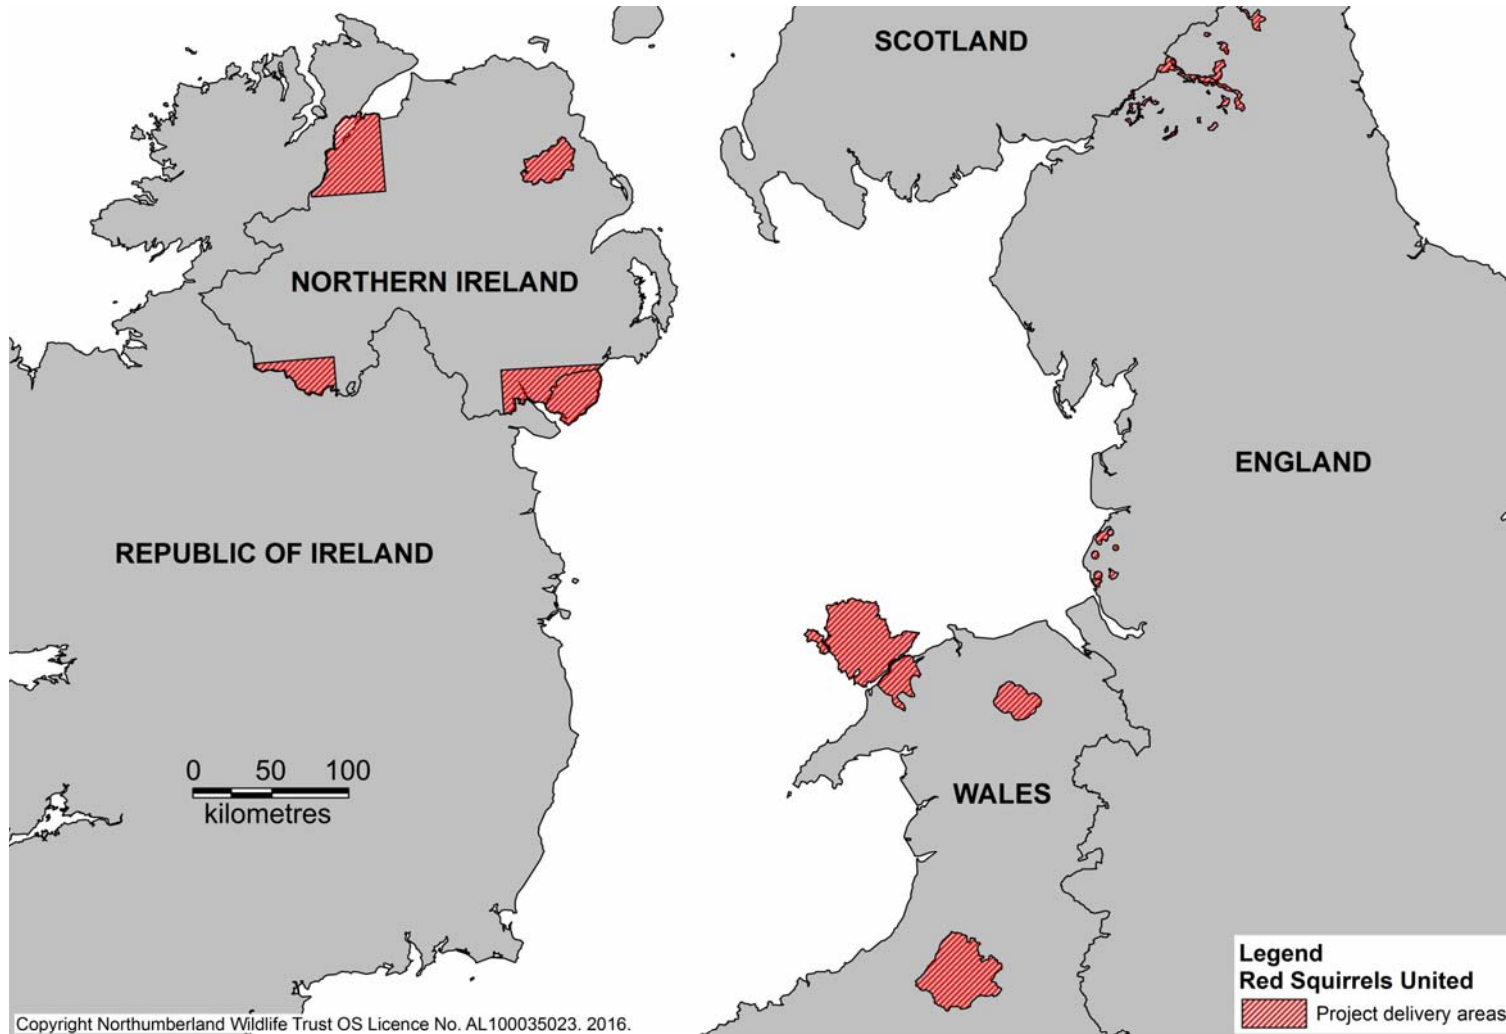 SCOTLAND
NORTHERN IRELAND
ENGLAND
REPUBLIC OF IRELAND
0 50 100
kilometres
WALES
Legend
Red Squirrels United
Project delivery areas
Copyright Northumberland Wildlife Trust OS Licence No. AL100035023. 2016.